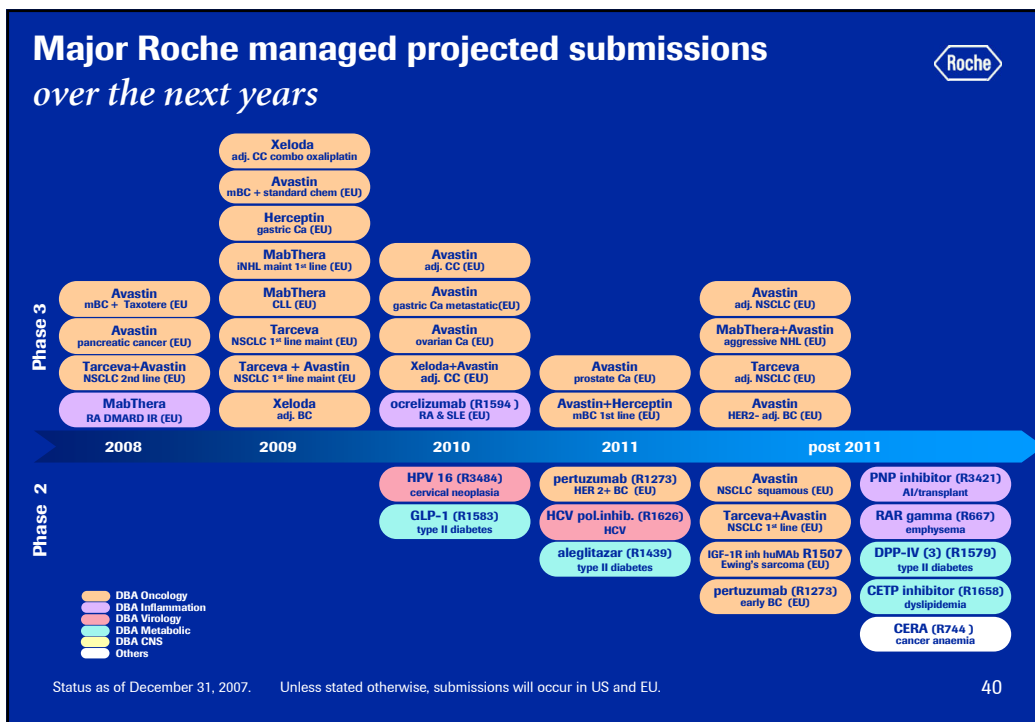 Major Roche managed projected submissions
over the next years
Roche
Phase 3
Avastin
mBC + Taxotere (EU
Avastin
pancreatic cancer (EU)
Tarceva+Avastin
NSCLC 2nd line (EU)
MabThera
RA DMARD IR (EU)
Xeloda
adj. CC combo oxaliplatin
Avastin
mBC + standard chem (EU)
Herceptin
gastric Ca (EU)
MabThera
iNHL maint 1st line (EU)
MabThera
CLL (EU)
Tarceva
NSCLC 1st line maint (EU)
Tarceva + Avastin
NSCLC 1st line maint (EU
Xeloda
adj. BC
Avastin
adj. CC (EU)
Avastin
gastric Ca metastatic(EU)
Avastin
ovarian Ca (EU)
Xeloda+Avastin
adj. CC (EU)
ocrelizumab (R1594 )
RA & SLE (EU)
Avastin
prostate Ca (EU)
Avastin+Herceptin
mBC 1st line (EU)
Avastin
adj. NSCLC (EU)
MabThera+Avastin
aggressive NHL (EU)
Tarceva
adj. NSCLC (EU)
Avastin
HER2- adj. BC (EU)
2008
2009
2010
2011
post 2011
Phase 2
HPV 16 (R3484)
cervical neoplasia
GLP-1 (R1583)
type II diabetes
pertuzumab (R1273)
HER 2+ BC (EU)
HCV pol.inhib. (R1626)
HCV
aleglitazar (R1439)
type II diabetes
Avastin
NSCLC squamous (EU)
Tarceva+Avastin
NSCLC 1st line (EU)
IGF-1R inh huMAb R1507
Ewing's sarcoma (EU)
pertuzumab (R1273)
early BC (EU)
PNP inhibitor (R3421)
AI/transplant
RAR gamma (R667)
emphysema
DPP-IV (3) (R1579)
type II diabetes
CETP inhibitor (R1658)
dyslipidemia
CERA (R744 )
cancer anaemia
DBA Oncology
DBA Inflammation
DBA Virology
DBA Metabolic
DBA CNS
Others
Status as of December 31, 2007. Unless stated otherwise, submissions will occur in US and EU.
40